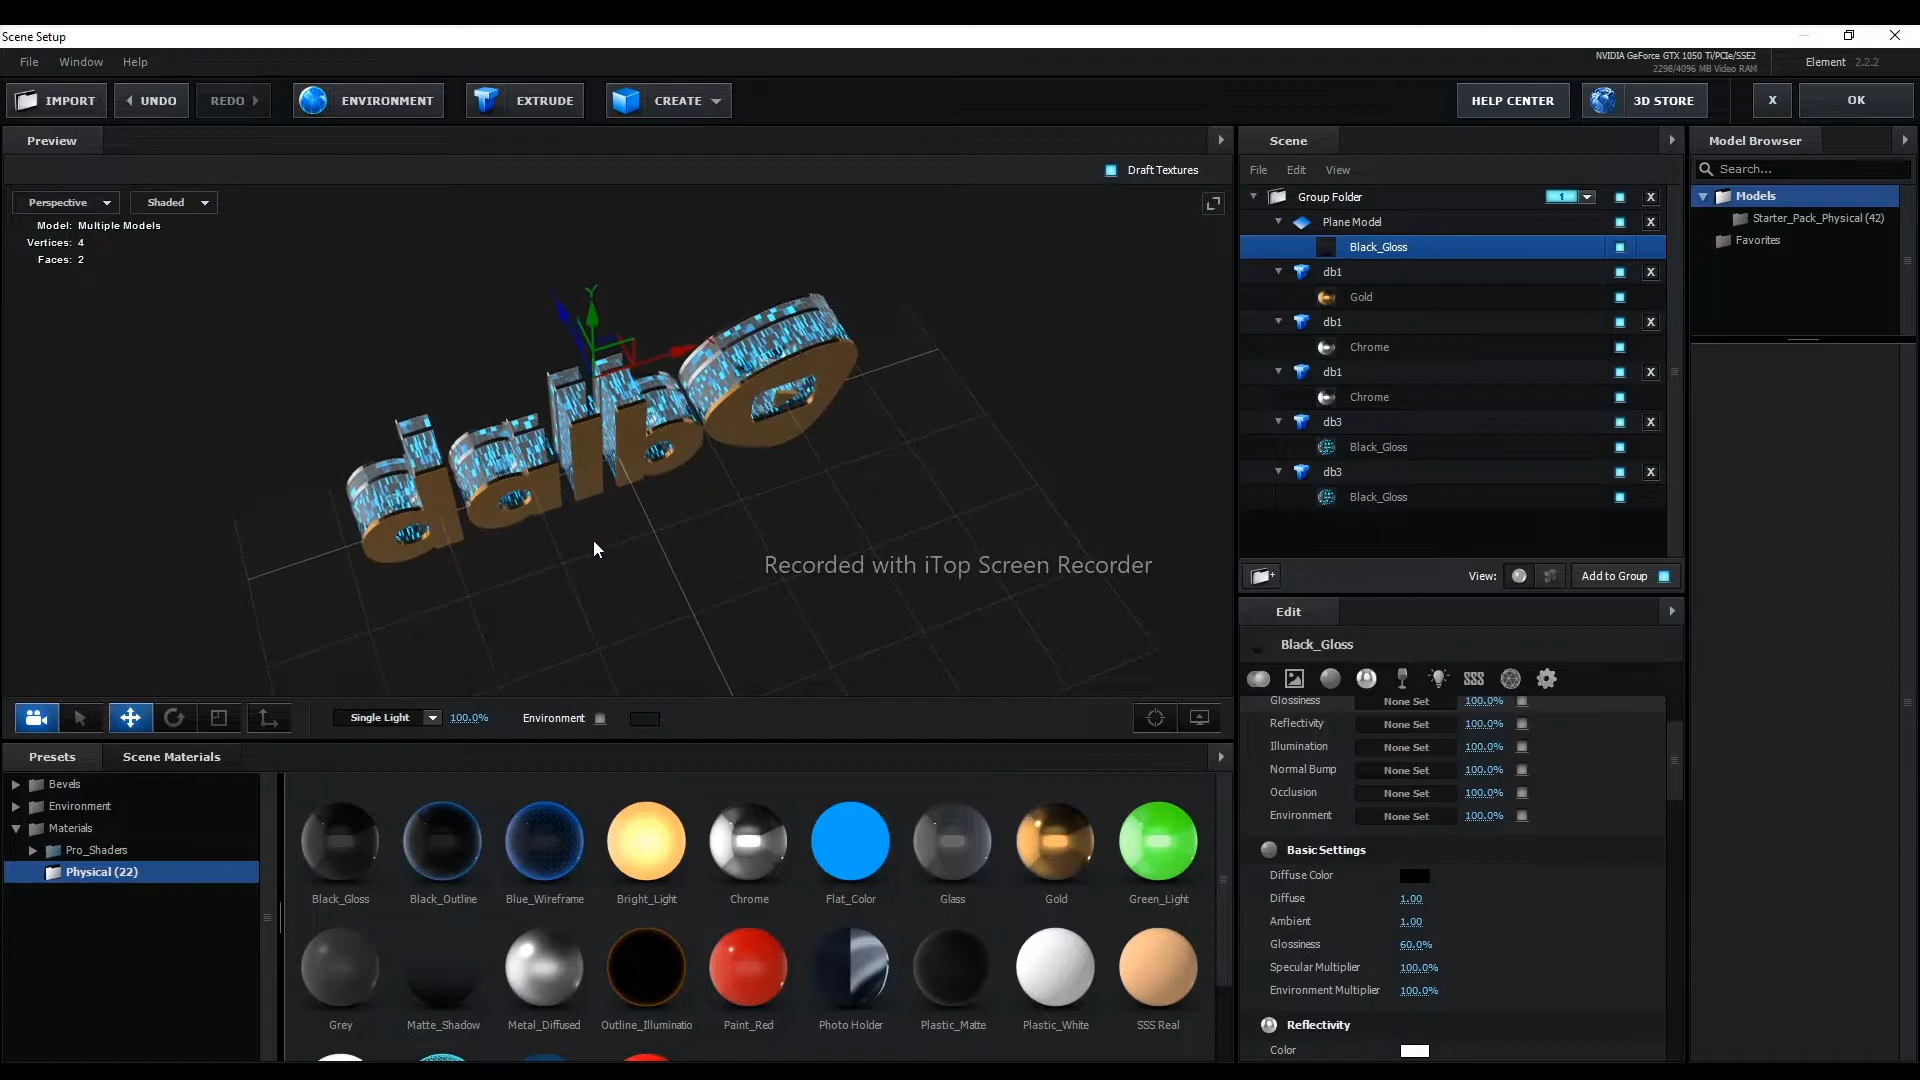 Scene Setup
File Window Help
NVIDIA GeForce GTX 1050 Ti/PCIe/SSE2
2298/4096 MB Video RAM
Element 2.2.2
IMPORT UNDO REDO ENVIRONMENT EXTRUDE CREATE HELP CENTER 3D STORE X OK
Preview
Draft Textures
Perspective Shaded
Model: Multiple Models
Vertices: 4
Faces: 2
Y
dallbo
Recorded with iTop Screen Recorder
Single Light 100.0% Environment
Scene
File Edit View
Group Folder 1 X
Plane Model X
Black_Gloss
db1 X
Gold
db1 X
Chrome
db1 X
Chrome
db3 X
Black_Gloss
db3 X
Black_Gloss
View: Add to Group
Model Browser
Search...
Models
Starter_Pack_Physical (42)
Favorites
Edit
Black_Gloss
SSS
Glossiness None Set 100.0%
Reflectivity None Set 100.0%
Illumination None Set 100.0%
Normal Bump None Set 100.0%
Occlusion None Set 100.0%
Environment None Set 100.0%
Basic Settings
Diffuse Color
Diffuse 1.00
Ambient 1.00
Glossiness 60.0%
Specular Multiplier 100.0%
Environment Multiplier 100.0%
Reflectivity
Color
Presets Scene Materials
Bevels
Environment
Materials
Pro_Shaders
Physical (22)
Black_Gloss Black_Outline Blue_Wireframe Bright_Light Chrome Flat_Color Glass Gold Green_Light
Grey Matte_Shadow Metal_Diffused Outline_Illuminatio Paint_Red Photo Holder Plastic_Matte Plastic_White SSS Real